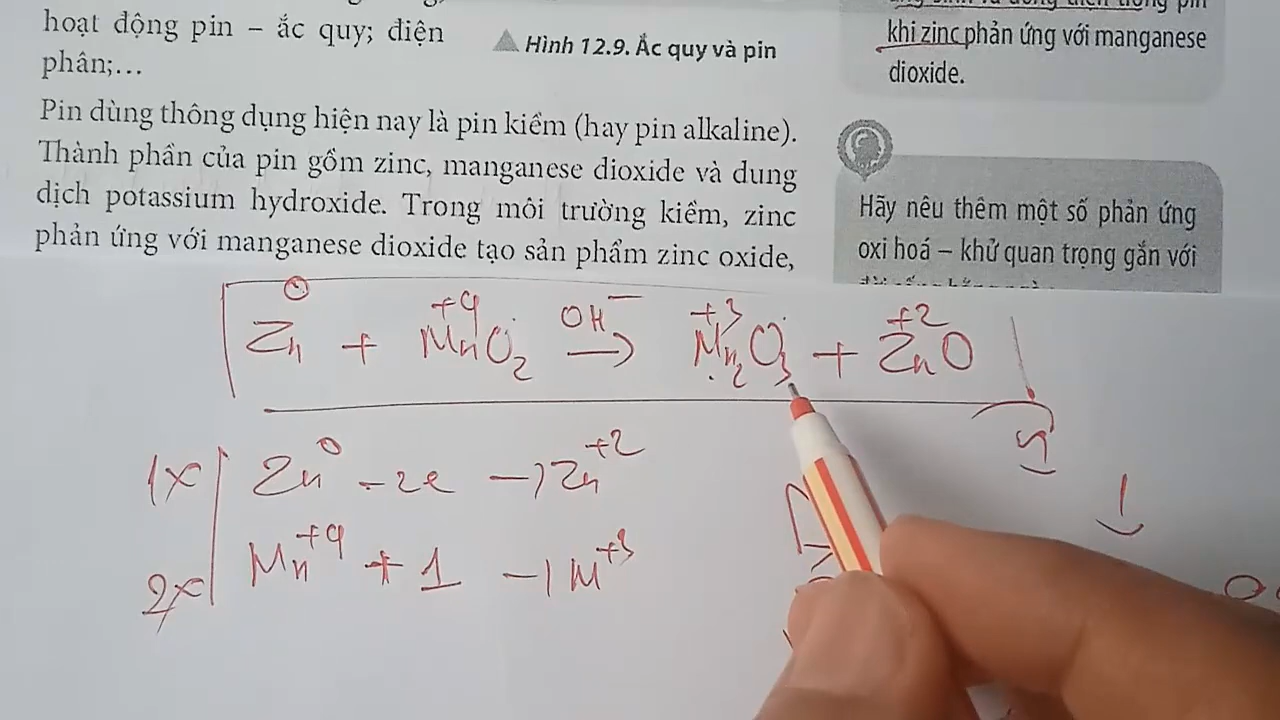 hoạt động pin – ắc quy; điện
phân;...
▲ Hình 12.9. Ắc quy và pin
khi zinc phản ứng với manganese
dioxide.
Pin dùng thông dụng hiện nay là pin kiềm (hay pin alkaline).
Thành phần của pin gồm zinc, manganese dioxide và dung
dịch potassium hydroxide. Trong môi trường kiềm, zinc
phản ứng với manganese dioxide tạo sản phẩm zinc oxide,
Hãy nêu thêm một số phản ứng
oxi hoá – khử quan trọng gắn với
0 +4 OH⁻ +3 +2
Zn + MnO₂ → Mn₂O₃ + ZnO
1x | Zn⁰ - 2e → Zn⁺²
2x | Mn⁺⁴ + 1 → M⁺³